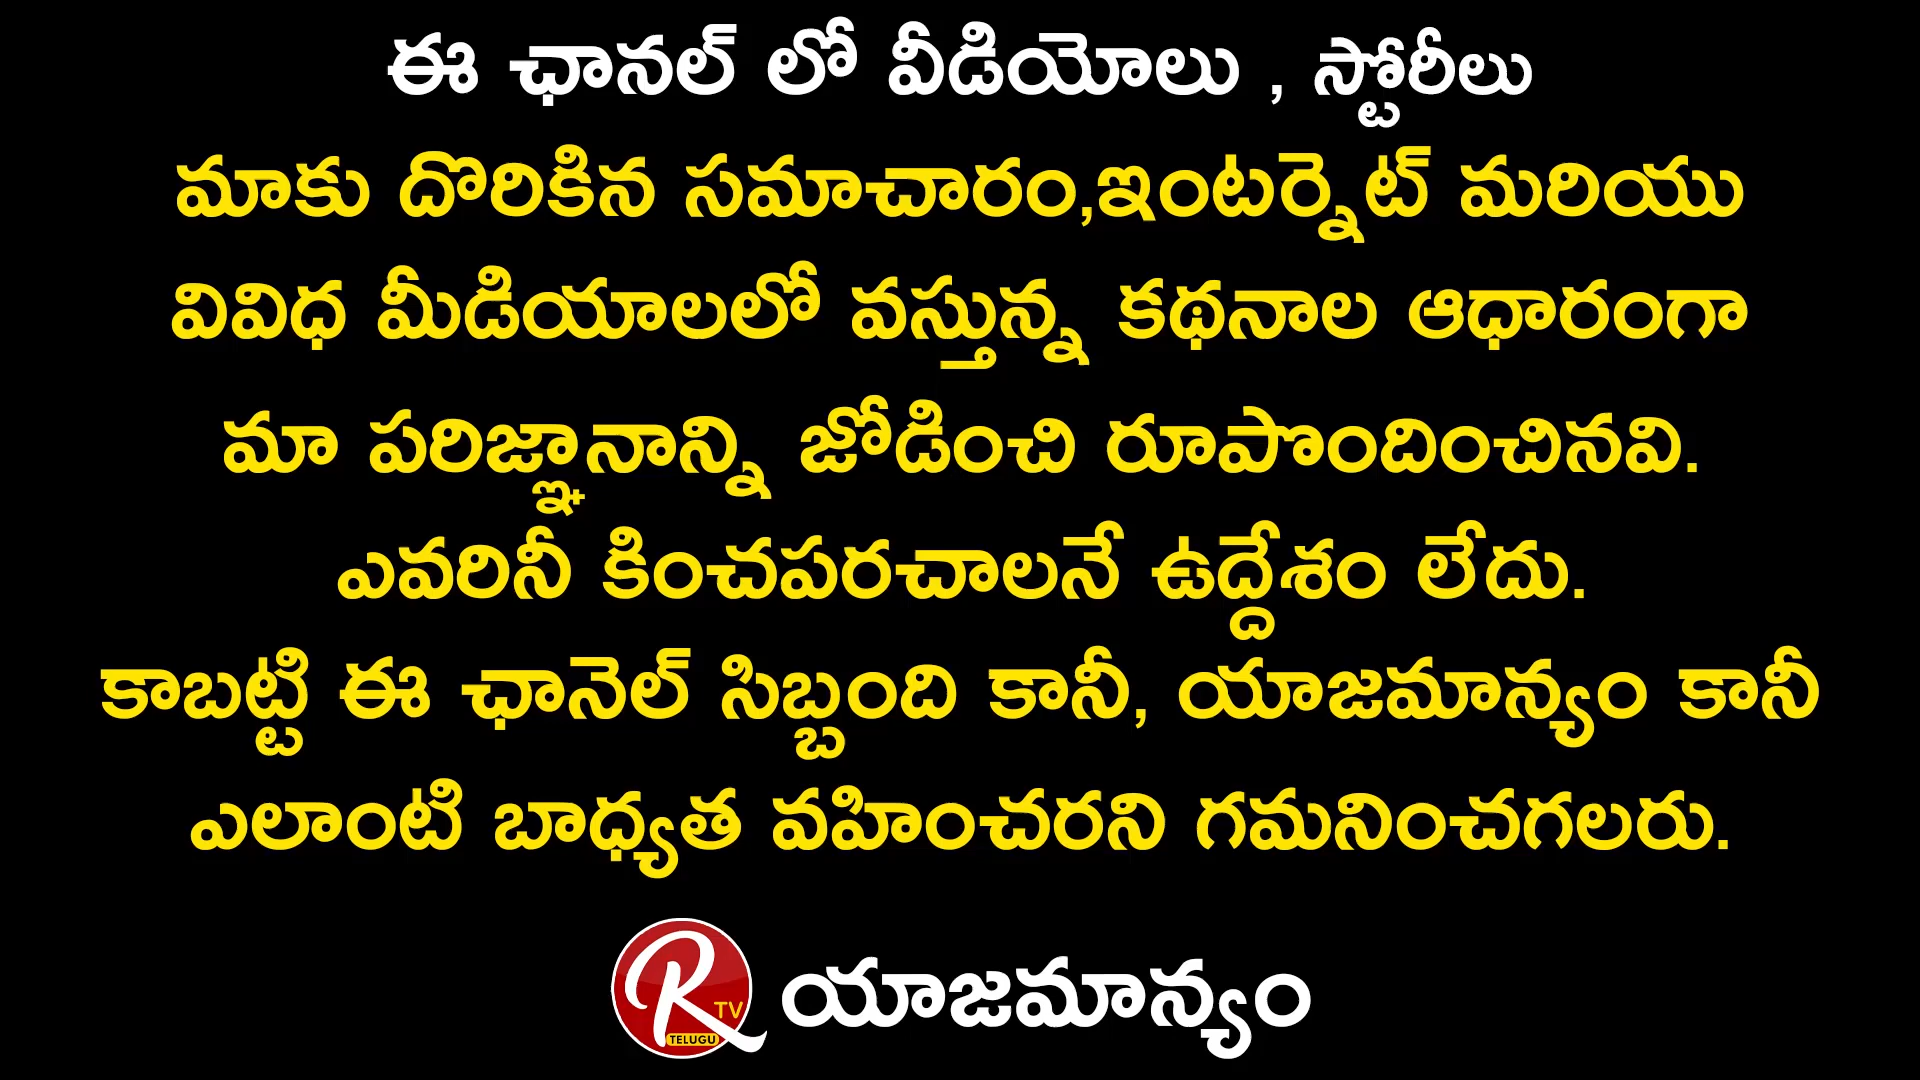 ఈ ఛానల్ లో వీడియోలు , స్టోరీలు
మాకు దొరికిన సమాచారం,ఇంటర్నెట్ మరియు
వివిధ మీడియాలలో వస్తున్న కథనాల ఆధారంగా
మా పరిజ్ఞానాన్ని జోడించి రూపొందించినవి.
ఎవరినీ కించపరచాలనే ఉద్దేశం లేదు.
కాబట్టి ఈ ఛానెల్ సిబ్బంది కానీ, యాజమాన్యం కానీ
ఎలాంటి బాధ్యత వహించరని గమనించగలరు.
R TV TELUGU యాజమాన్యం